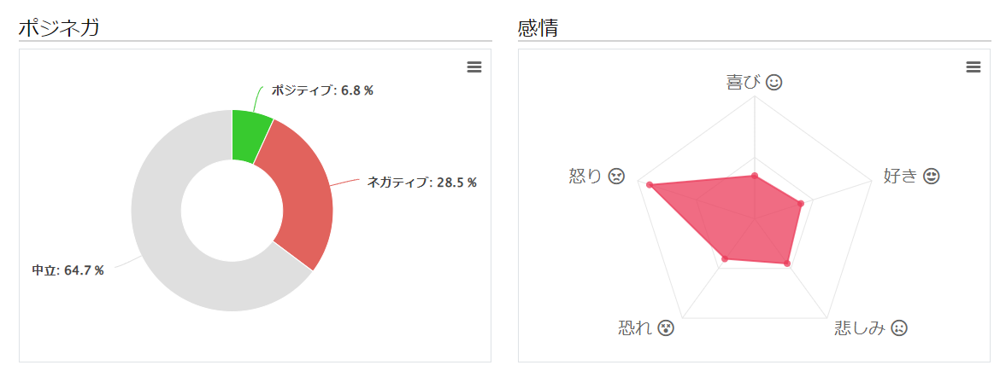 ポジネガ
ポジティブ: 6.8 %
ネガティブ: 28.5 %
中立: 64.7 %
感情
喜び
怒り
好き
恐れ
悲しみ